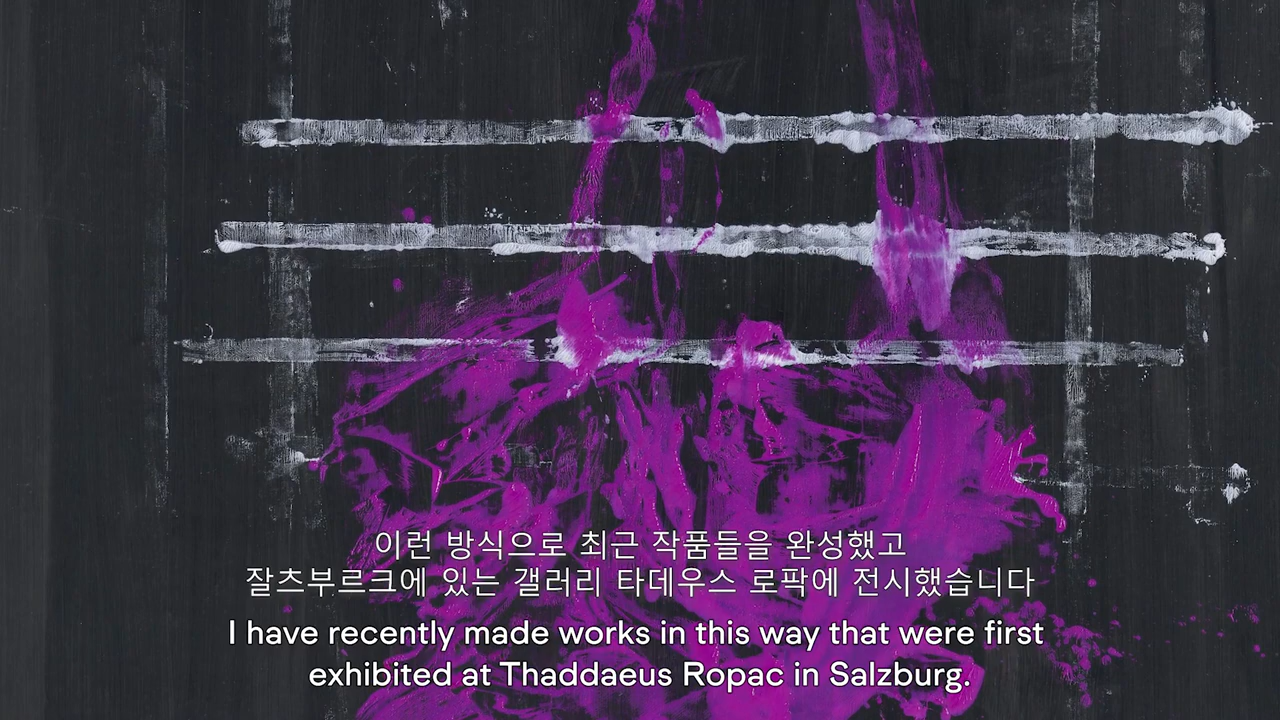 이런 방식으로 최근 작품들을 완성했고
잘츠부르크에 있는 갤러리 타데우스 로팍에 전시했습니다
I have recently made works in this way that were first
exhibited at Thaddaeus Ropac in Salzburg.